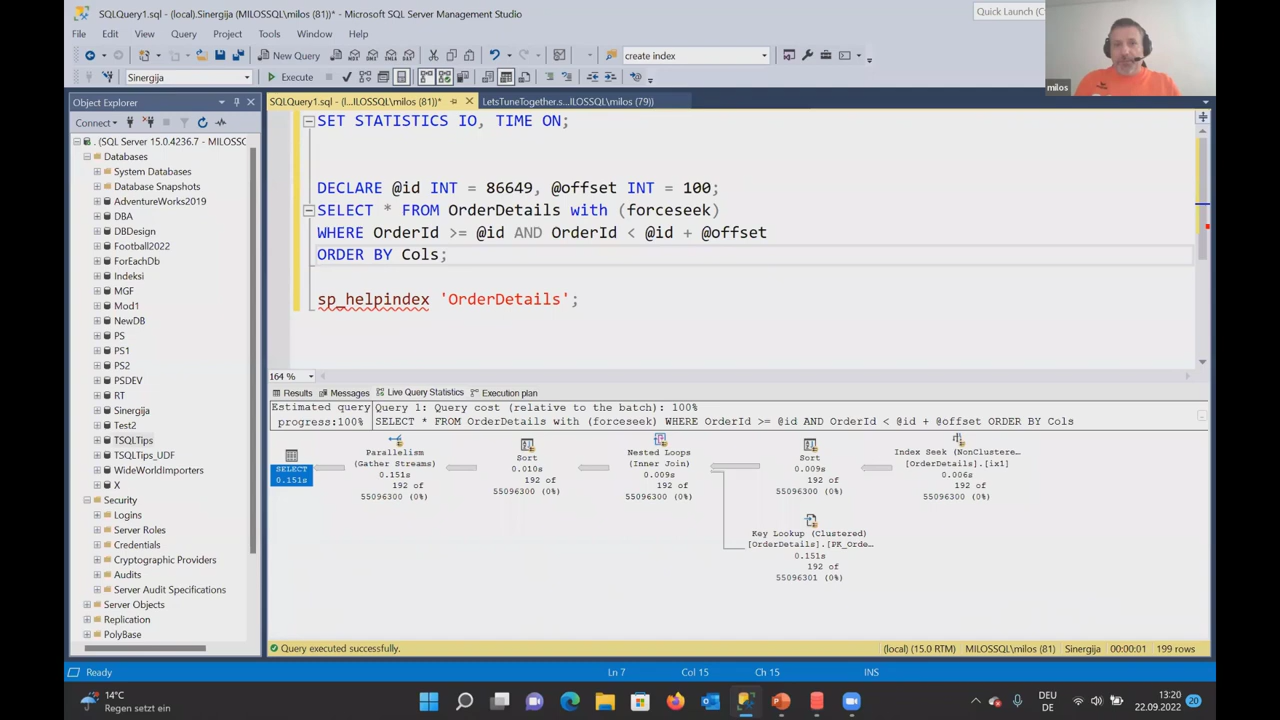 SQLQuery1.sql - (local).Sinergija (MILOSSQL\milos (81))* - Microsoft SQL Server Management Studio
Quick Launch (C
File Edit View Query Project Tools Window Help
New Query
create index
Sinergija
Execute
milos
Object Explorer
SQLQuery1.sql - (l...ILOSSQL\milos (81))*
LetsTuneTogether.s...ILOSSQL\milos (79))
Connect
. (SQL Server 15.0.4236.7 - MILOSSC
Databases
System Databases
Database Snapshots
AdventureWorks2019
DBA
DBDesign
Football2022
ForEachDb
Indeksi
MGF
Mod1
NewDB
PS
PS1
PS2
PSDEV
RT
Sinergija
Test2
TSQLTips
TSQLTips_UDF
WideWorldImporters
X
Security
Logins
Server Roles
Credentials
Cryptographic Providers
Audits
Server Audit Specifications
Server Objects
Replication
PolyBase
SET STATISTICS IO, TIME ON;
DECLARE @id INT = 86649, @offset INT = 100;
SELECT * FROM OrderDetails with (forceseek)
WHERE OrderId >= @id AND OrderId < @id + @offset
ORDER BY Cols;
sp_helpindex 'OrderDetails';
164 %
Results Messages Live Query Statistics Execution plan
Estimated query progress:100%
Query 1: Query cost (relative to the batch): 100%
SELECT * FROM OrderDetails with (forceseek) WHERE OrderId >= @id AND OrderId < @id + @offset ORDER BY Cols
SELECT
0.151s
Parallelism
(Gather Streams)
0.151s
192 of
55096300 (0%)
Sort
0.010s
192 of
55096300 (0%)
Nested Loops
(Inner Join)
0.009s
192 of
55096300 (0%)
Sort
0.009s
192 of
55096300 (0%)
Index Seek (NonClustere...
[OrderDetails].[ix1]
0.006s
192 of
55096300 (0%)
Key Lookup (Clustered)
[OrderDetails].[PK_Orde...
0.151s
192 of
55096301 (0%)
Query executed successfully.
(local) (15.0 RTM) MILOSSQL\milos (81) Sinergija 00:00:01 199 rows
Ready Ln 7 Col 15 Ch 15 INS
14°C
Regen setzt ein
DEU
DE
13:20
22.09.2022
20